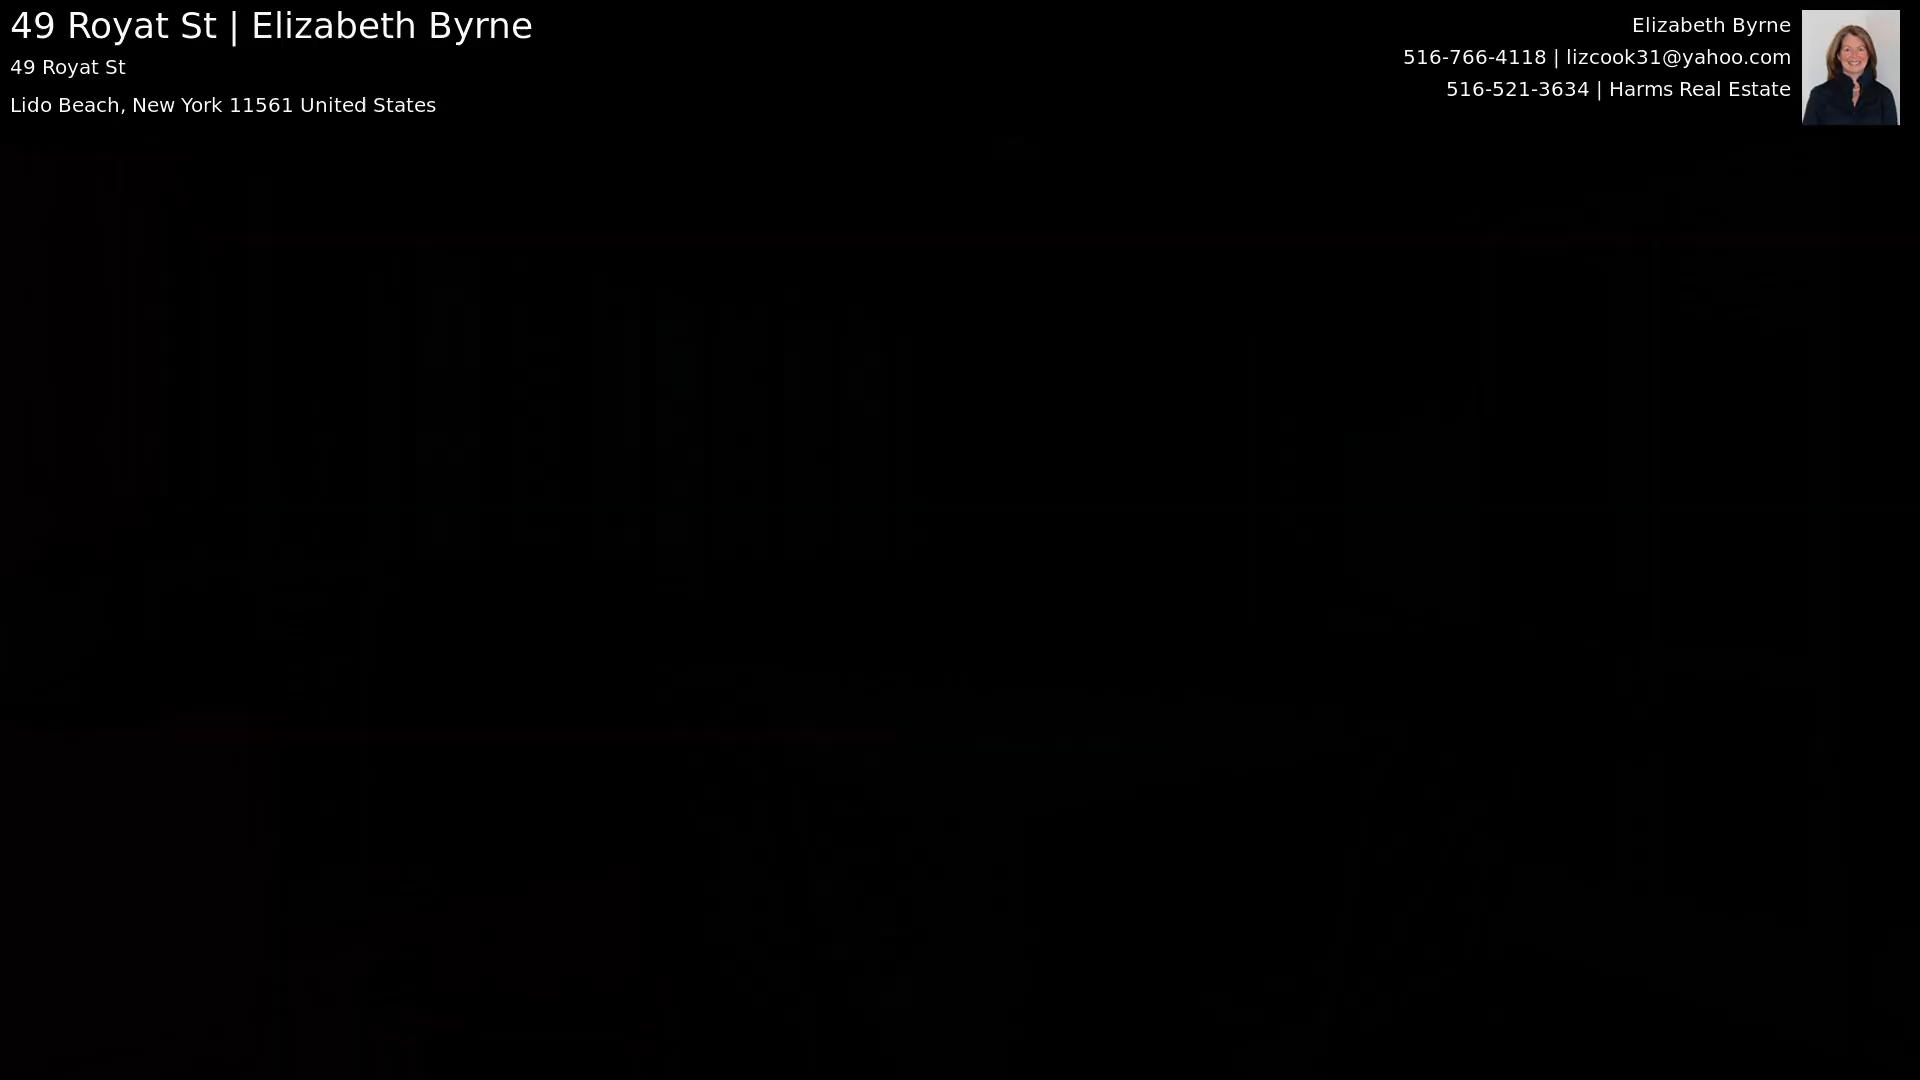 49 Royat St | Elizabeth Byrne
49 Royat St
Lido Beach, New York 11561 United States
Elizabeth Byrne
516-766-4118 | lizcook31@yahoo.com
516-521-3634 | Harms Real Estate